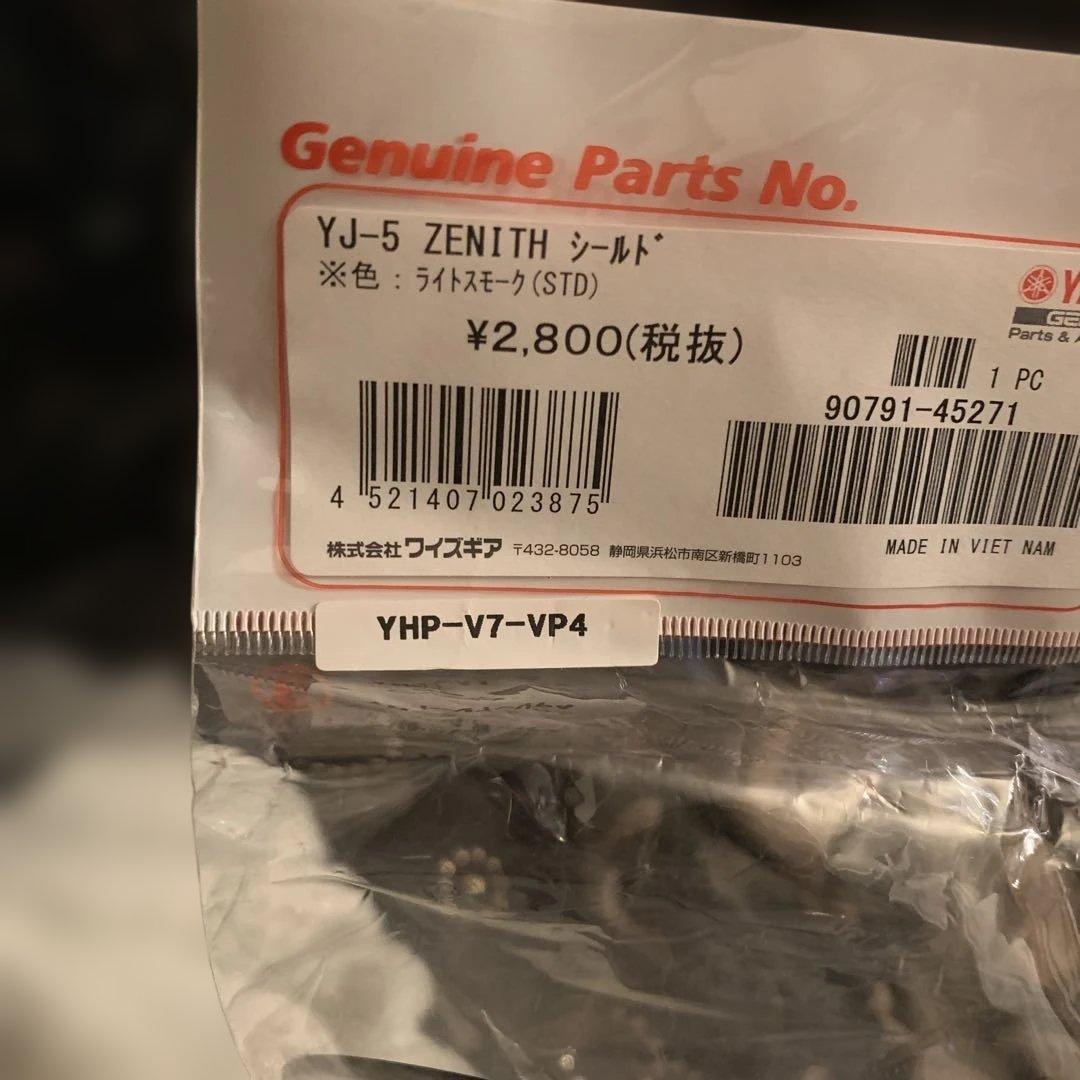 Genuine Parts No.
YJ-5 ZENITH シールド
※色：ライトスモーク(STD)
¥2,800(税抜)
Parts &
1 PC
90791-45271
4 521407 023875
株式会社ワイズギア 〒432-8058 静岡県浜松市南区新橋町1103
MADE IN VIET NAM
YHP-V7-VP4